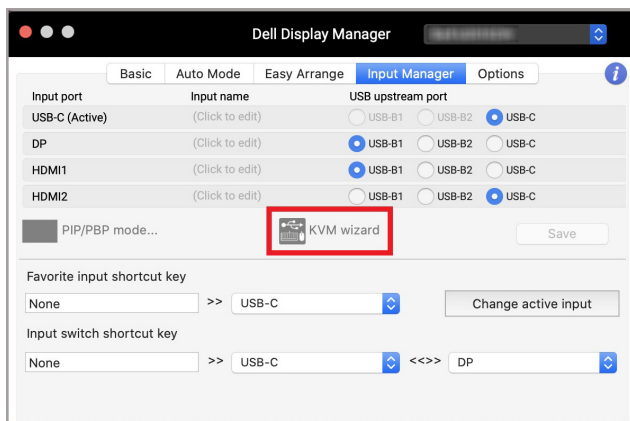 Dell Display Manager
Basic Auto Mode Easy Arrange Input Manager Options i
Input port Input name USB upstream port
USB-C (Active) (Click to edit) USB-B1 USB-B2 USB-C
DP (Click to edit) USB-B1 USB-B2 USB-C
HDMI1 (Click to edit) USB-B1 USB-B2 USB-C
HDMI2 (Click to edit) USB-B1 USB-B2 USB-C
PIP/PBP mode... KVM wizard Save
Favorite input shortcut key
None >> USB-C Change active input
Input switch shortcut key
None >> USB-C <<>> DP